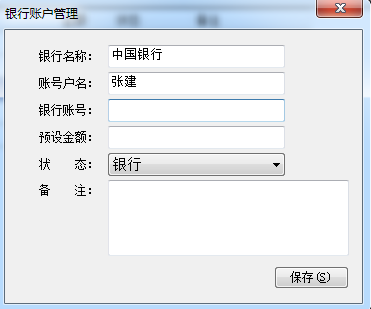 银行账户管理
银行名称： 中国银行
账号户名： 张建
银行账号：
预设金额：
状　　态： 银行
备　　注：
保存(S)